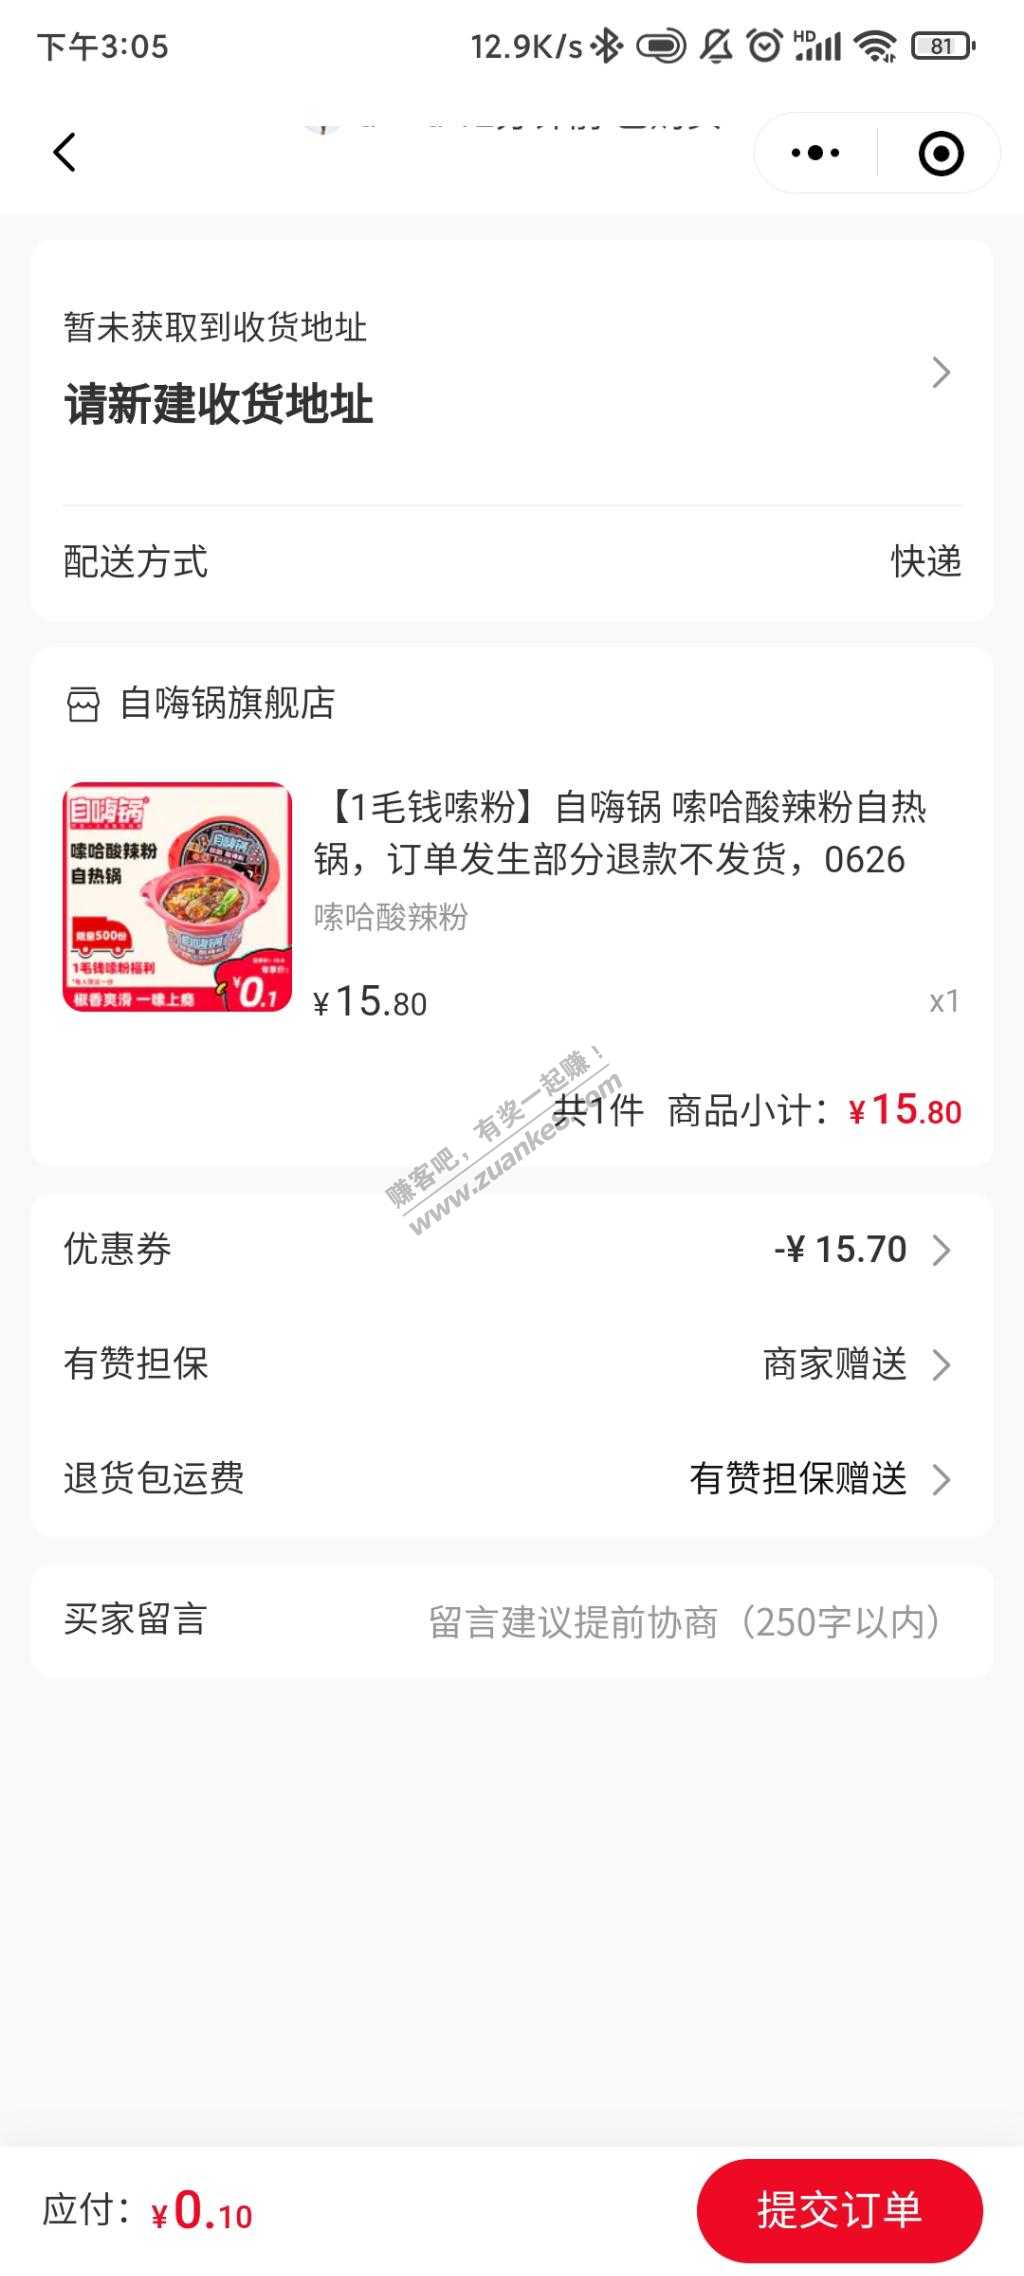 下午3:05 12.9K/s HD 81
暂未获取到收货地址
请新建收货地址
配送方式 快递
自嗨锅旗舰店
自嗨锅
嗦哈酸辣粉
自热锅
限量500份
1毛钱嗦粉福利
椒香爽滑 一嗦上瘾
¥0.1
【1毛钱嗦粉】自嗨锅 嗦哈酸辣粉自热
锅，订单发生部分退款不发货，0626
嗦哈酸辣粉
¥15.80 x1
共1件 商品小计：¥15.80
赚客吧，有奖一起赚！
www.zuanke8.com
优惠券 -¥ 15.70
有赞担保 商家赠送
退货包运费 有赞担保赠送
买家留言 留言建议提前协商（250字以内）
应付：¥0.10 提交订单